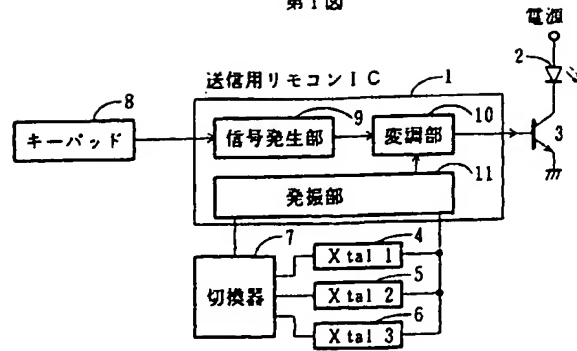 第1図
電源
2
送信用リモコンIC
1
8
9
10
キーパッド
信号発生部
変調部
3
11
発振部
7
4
Xtal 1
5
切換器
Xtal 2
6
Xtal 3